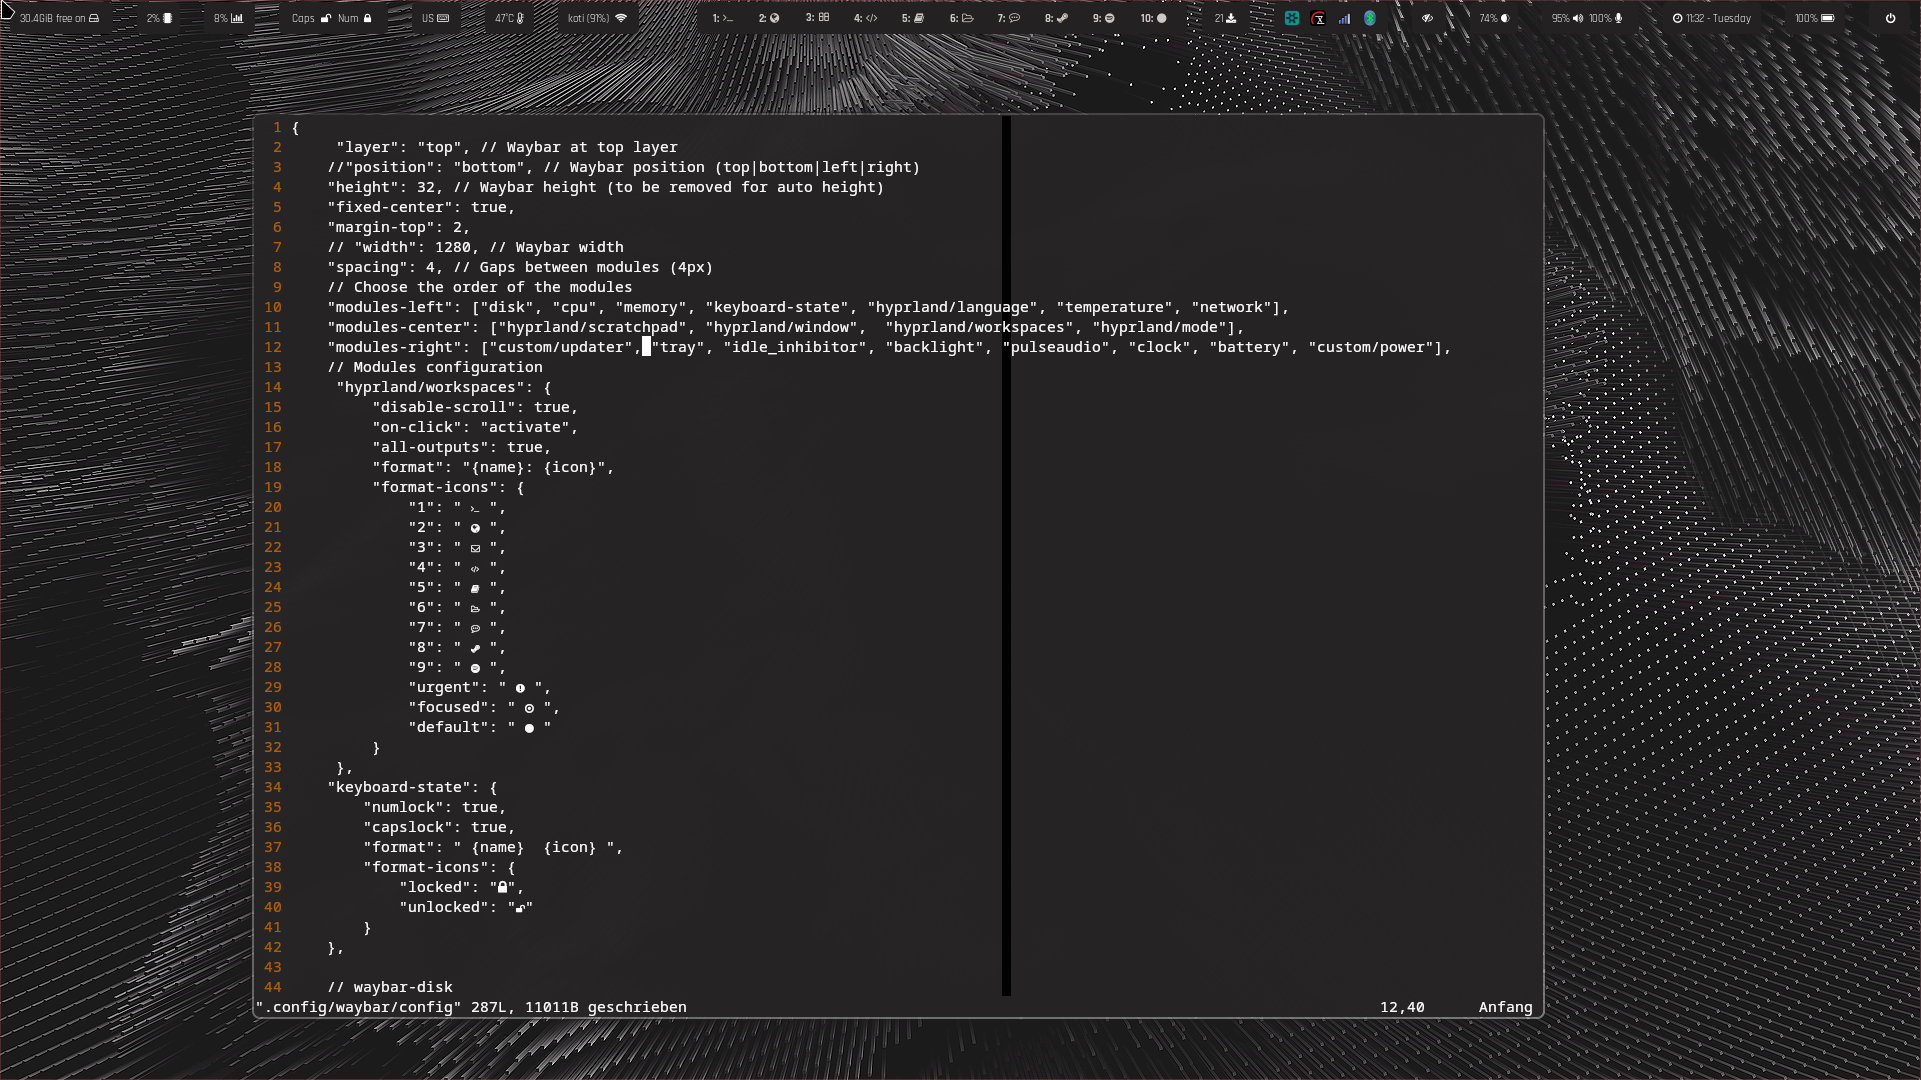 30.4GiB free on
2%
8%
Caps Num
US
47°C
koti (91%)
1:
2:
3:
4:
5:
6:
7:
8:
9:
10:
21
74%
95% 100%
11:32 - Tuesday
100%
1 {
2 "layer": "top", // Waybar at top layer
3 //"position": "bottom", // Waybar position (top|bottom|left|right)
4 "height": 32, // Waybar height (to be removed for auto height)
5 "fixed-center": true,
6 "margin-top": 2,
7 // "width": 1280, // Waybar width
8 "spacing": 4, // Gaps between modules (4px)
9 // Choose the order of the modules
10 "modules-left": ["disk", "cpu", "memory", "keyboard-state", "hyprland/language", "temperature", "network"],
11 "modules-center": ["hyprland/scratchpad", "hyprland/window", "hyprland/workspaces", "hyprland/mode"],
12 "modules-right": ["custom/updater", "tray", "idle_inhibitor", "backlight", "pulseaudio", "clock", "battery", "custom/power"],
13 // Modules configuration
14 "hyprland/workspaces": {
15 "disable-scroll": true,
16 "on-click": "activate",
17 "all-outputs": true,
18 "format": "{name}: {icon}",
19 "format-icons": {
20 "1": "  ",
21 "2": "  ",
22 "3": "  ",
23 "4": "  ",
24 "5": "  ",
25 "6": "  ",
26 "7": "  ",
27 "8": "  ",
28 "9": "  ",
29 "urgent": "  ",
30 "focused": "  ",
31 "default": "  "
32 }
33 },
34 "keyboard-state": {
35 "numlock": true,
36 "capslock": true,
37 "format": " {name}  {icon} ",
38 "format-icons": {
39 "locked": "",
40 "unlocked": ""
41 }
42 },
43
44 // waybar-disk
".config/waybar/config" 287L, 11011B geschrieben 12,40 Anfang